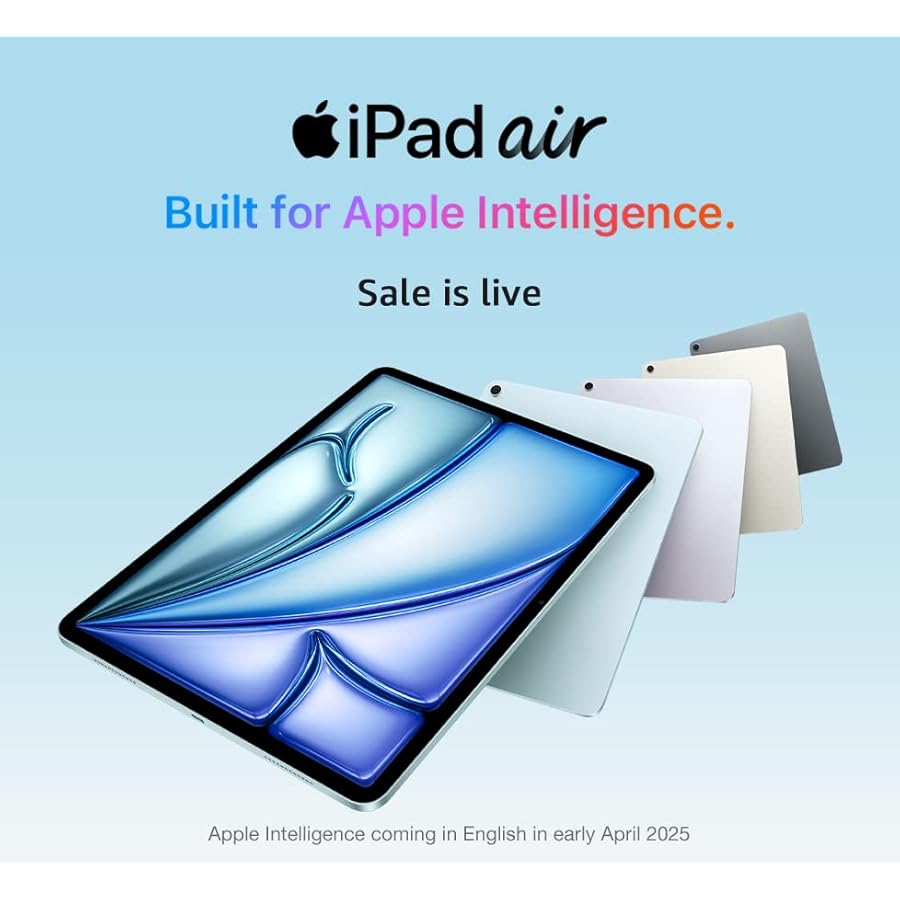 iPad air
Built for Apple Intelligence.
Sale is live
Apple Intelligence coming in English in early April 2025